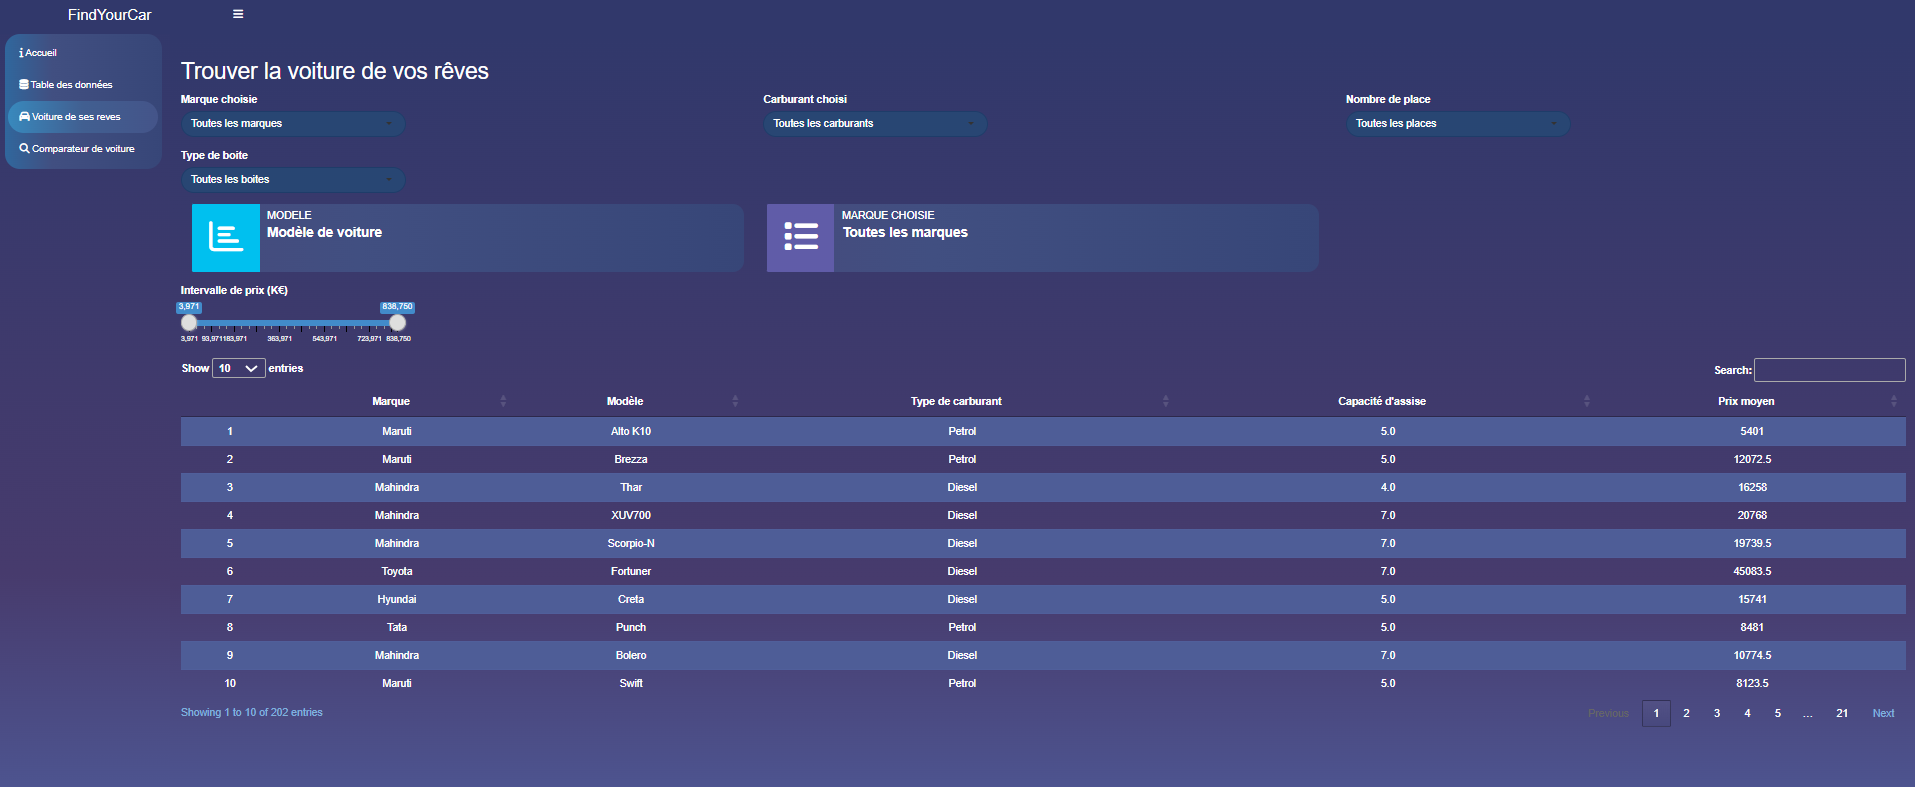 FindYourCar
Accueil
Table des données
Voiture de ses reves
Comparateur de voiture
Trouver la voiture de vos rêves
Marque choisie Carburant choisi Nombre de place
Toutes les marques Toutes les carburants Toutes les places
Type de boite
Toutes les boites
MODELE
Modèle de voiture
MARQUE CHOISIE
Toutes les marques
Intervalle de prix (K€)
3,971 838,750
3,971 93,971 183,971 363,971 543,971 723,971 838,750
Show 10 entries Search:
Marque Modèle Type de carburant Capacité d'assise Prix moyen
1 Maruti Alto K10 Petrol 5.0 5401
2 Maruti Brezza Petrol 5.0 12072.5
3 Mahindra Thar Diesel 4.0 16258
4 Mahindra XUV700 Diesel 7.0 20768
5 Mahindra Scorpio-N Diesel 7.0 19739.5
6 Toyota Fortuner Diesel 7.0 45083.5
7 Hyundai Creta Diesel 5.0 15741
8 Tata Punch Petrol 5.0 8481
9 Mahindra Bolero Diesel 7.0 10774.5
10 Maruti Swift Petrol 5.0 8123.5
Showing 1 to 10 of 202 entries Previous 1 2 3 4 5 … 21 Next